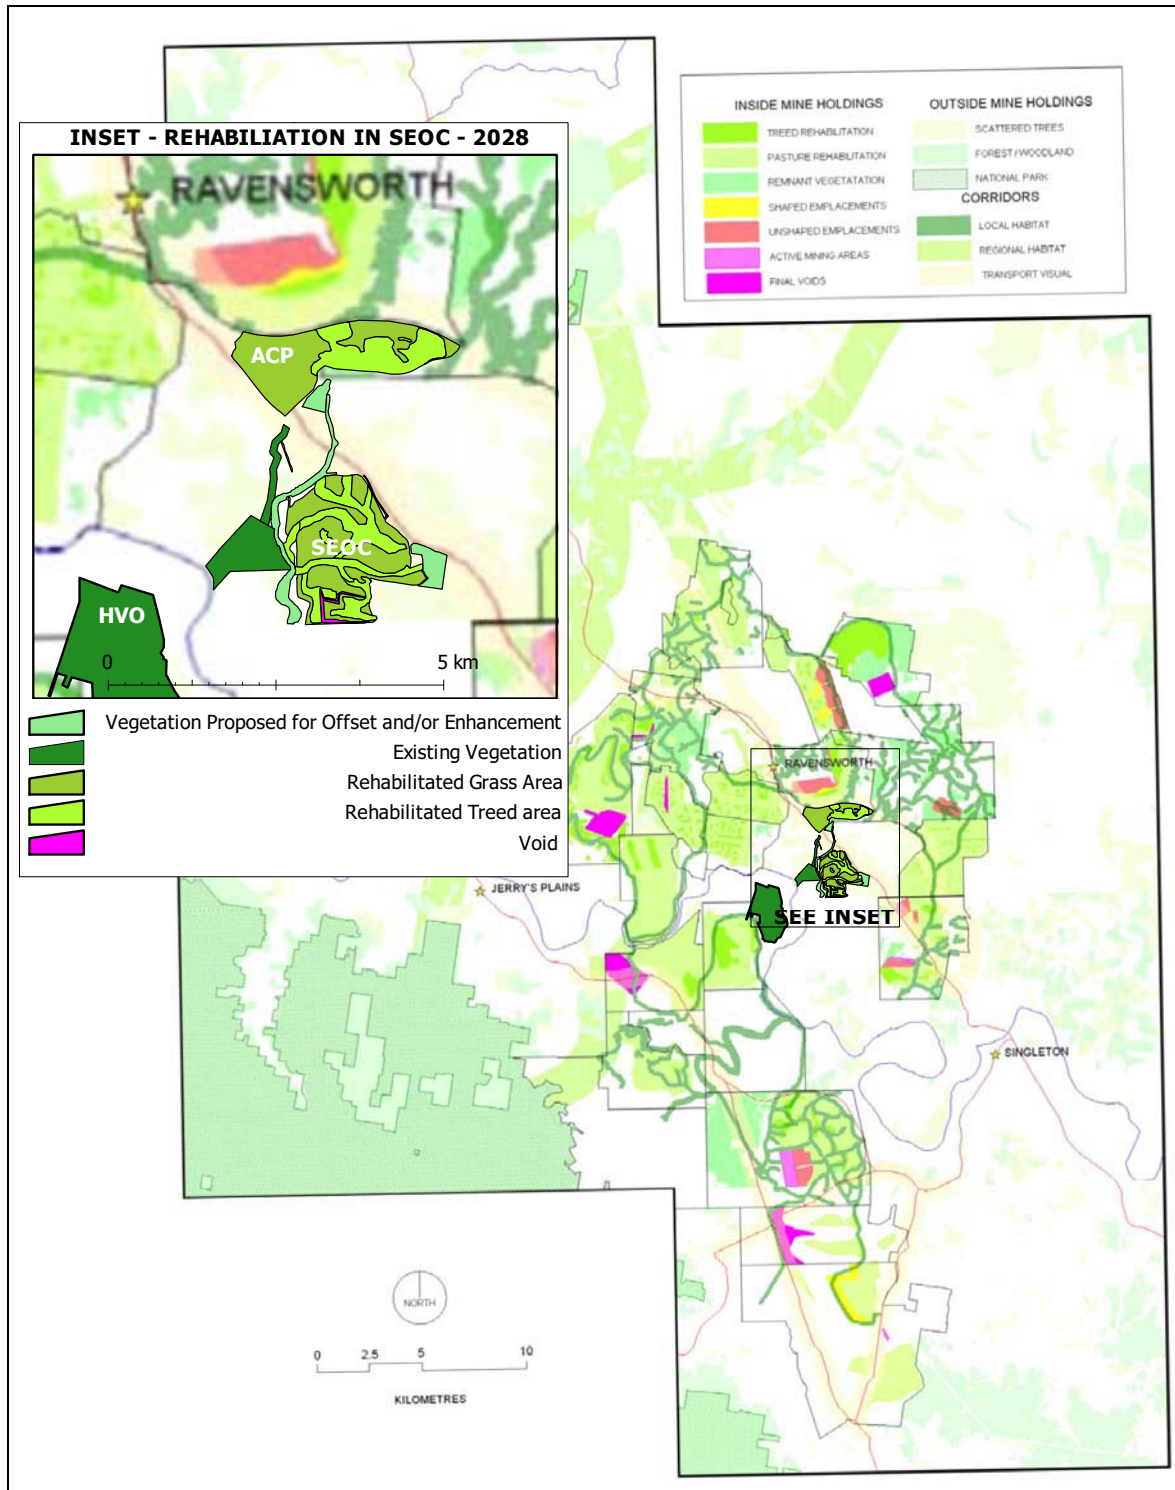 INSET - REHABILIATION IN SEOC - 2028
RAVENSWORTH
ACP
SEOC
HVO
0 5 km
Vegetation Proposed for Offset and/or Enhancement
Existing Vegetation
Rehabilitated Grass Area
Rehabilitated Treed area
Void
INSIDE MINE HOLDINGS
TREED REHABILITATION
PASTURE REHABILITATION
REMNANT VEGETATATION
SHAPED EMPLACEMENTS
UNSHAPED EMPLACEMENTS
ACTIVE MINING AREAS
FINAL VOIDS
OUTSIDE MINE HOLDINGS
SCATTERED TREES
FOREST / WOODLAND
NATIONAL PARK
CORRIDORS
LOCAL HABITAT
REGIONAL HABITAT
TRANSPORT VISUAL
RAVENSWORTH
JERRY'S PLAINS
SEE INSET
SINGLETON
NORTH
0 2.5 5 10
KILOMETRES